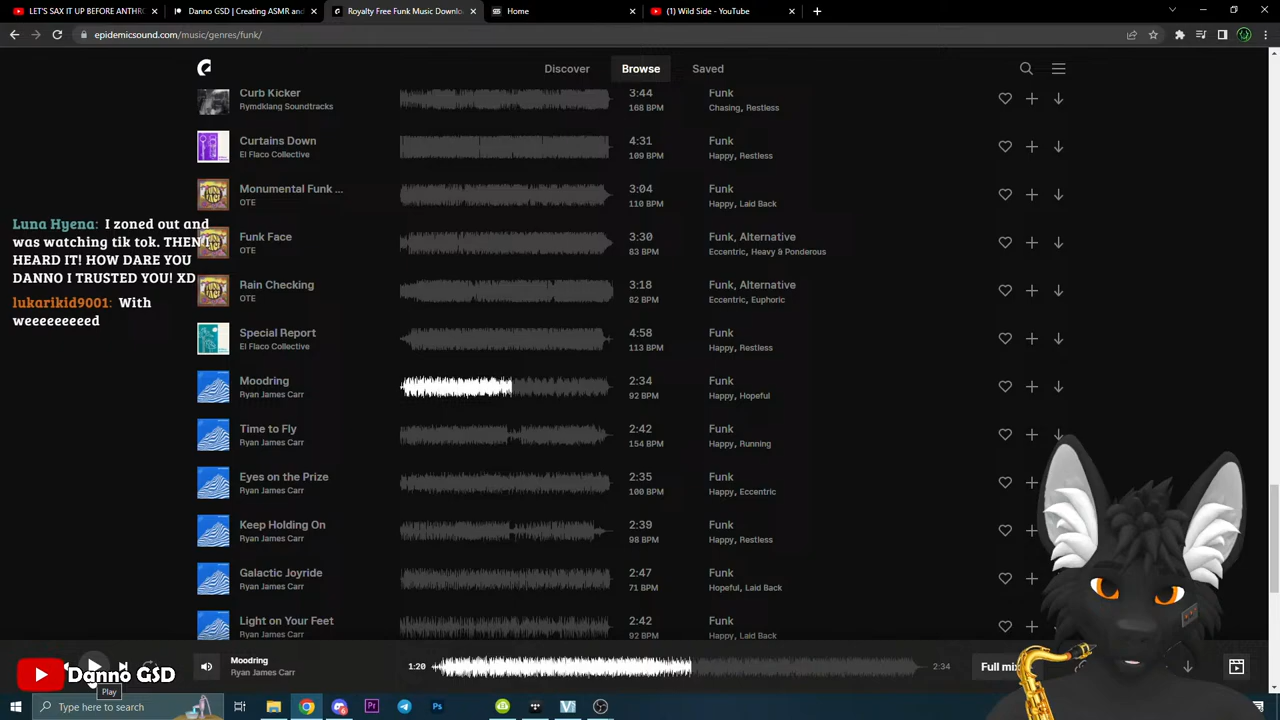 LET'S SAX IT UP BEFORE ANTHRO
Danno GSD | Creating ASMR and
Royalty Free Funk Music Downloa
Home
(1) Wild Side - YouTube
epidemicsound.com/music/genres/funk/
Discover
Browse
Saved
Curb Kicker
Rymdklang Soundtracks
3:44
168 BPM
Funk
Chasing, Restless
Curtains Down
El Flaco Collective
4:31
109 BPM
Funk
Happy, Restless
Monumental Funk ...
OTE
3:04
110 BPM
Funk
Happy, Laid Back
Funk Face
OTE
3:30
83 BPM
Funk, Alternative
Eccentric, Heavy & Ponderous
Rain Checking
OTE
3:18
82 BPM
Funk, Alternative
Eccentric, Euphoric
Special Report
El Flaco Collective
4:58
113 BPM
Funk
Happy, Restless
Moodring
Ryan James Carr
2:34
92 BPM
Funk
Happy, Hopeful
Time to Fly
Ryan James Carr
2:42
154 BPM
Funk
Happy, Running
Eyes on the Prize
Ryan James Carr
2:35
100 BPM
Funk
Happy, Eccentric
Keep Holding On
Ryan James Carr
2:39
98 BPM
Funk
Happy, Restless
Galactic Joyride
Ryan James Carr
2:47
71 BPM
Funk
Hopeful, Laid Back
Light on Your Feet
Ryan James Carr
2:42
92 BPM
Funk
Happy, Laid Back
Luna Hyena: I zoned out and
was watching tik tok. THEN I
HEARD IT! HOW DARE YOU
DANNO I TRUSTED YOU! XD
lukarikid9001: With
weeeeeeeeed
Danno GSD
Play
Moodring
Ryan James Carr
1:20
2:34
Full mix
Type here to search